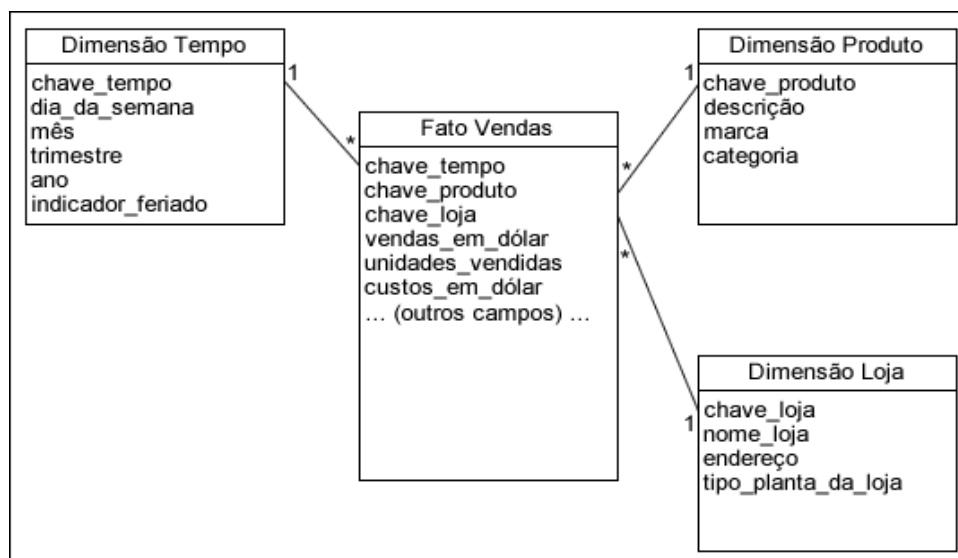 Dimensão Tempo
chave_tempo
dia_da_semana
mês
trimestre
ano
indicador_feriado
1
*
Fato Vendas
chave_tempo
chave_produto
chave_loja
vendas_em_dólar
unidades_vendidas
custos_em_dólar
... (outros campos) ...
Dimensão Produto
chave_produto
descrição
marca
categoria
1
*
*
Dimensão Loja
chave_loja
nome_loja
endereço
tipo_planta_da_loja
1